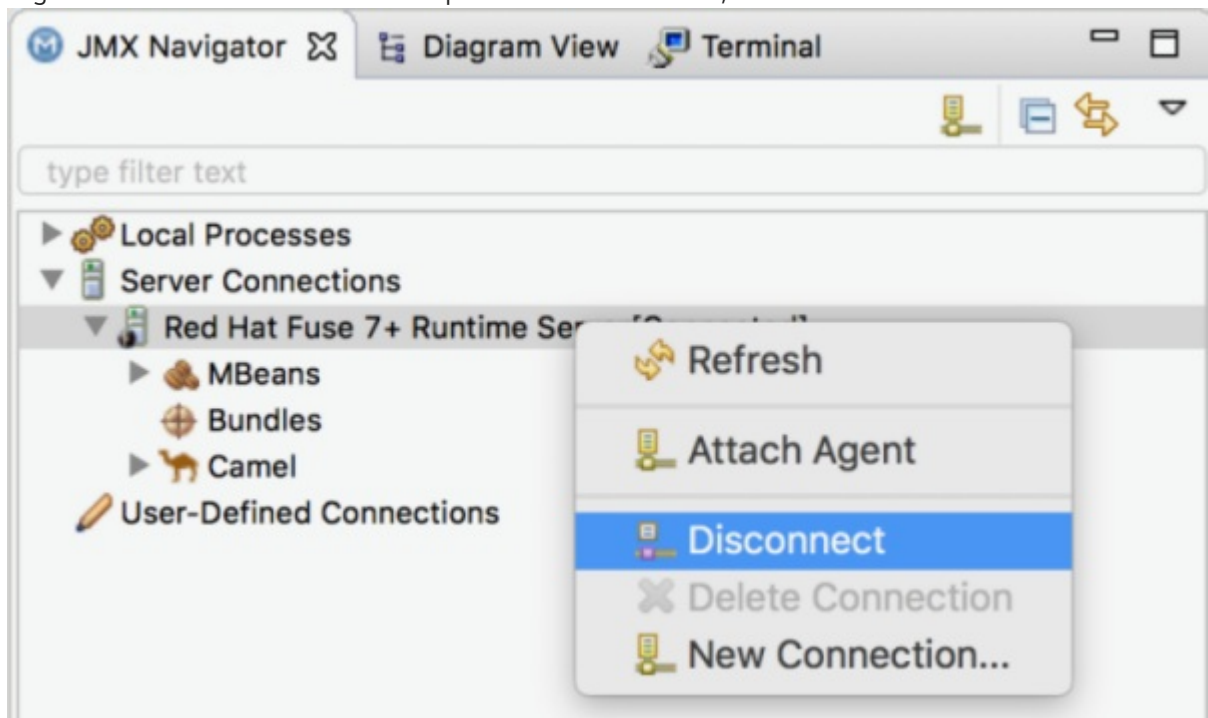 JMX Navigator Diagram View Terminal
type filter text
Local Processes
Server Connections
Red Hat Fuse 7+ Runtime
MBeans
Bundles
Camel
User-Defined Connections
Refresh
Attach Agent
Disconnect
Delete Connection
New Connection...